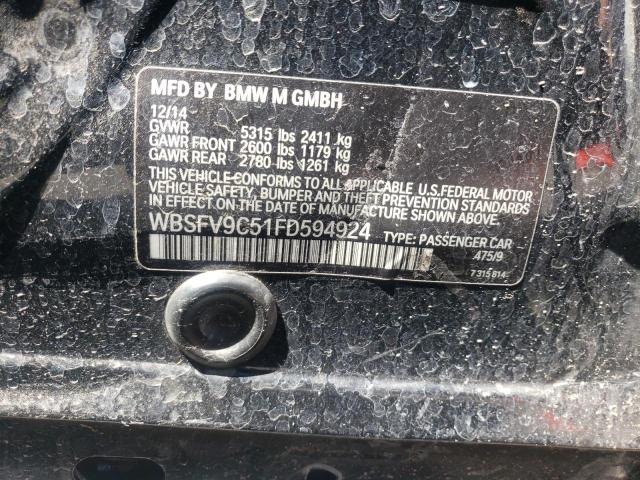 MFD BY BMW M GMBH
12/14
GVWR 5315 lbs 2411 kg
GAWR FRONT 2600 lbs 1179 kg
GAWR REAR 2780 lbs 1261 kg
THIS VEHICLE CONFORMS TO ALL APPLICABLE U.S. FEDERAL MOTOR
VEHICLE SAFETY, BUMPER AND THEFT PREVENTION STANDARDS
IN EFFECT ON THE DATE OF MANUFACTURE SHOWN ABOVE.
WBSFV9C51FD594924 TYPE: PASSENGER CAR
475/9
7 315 814